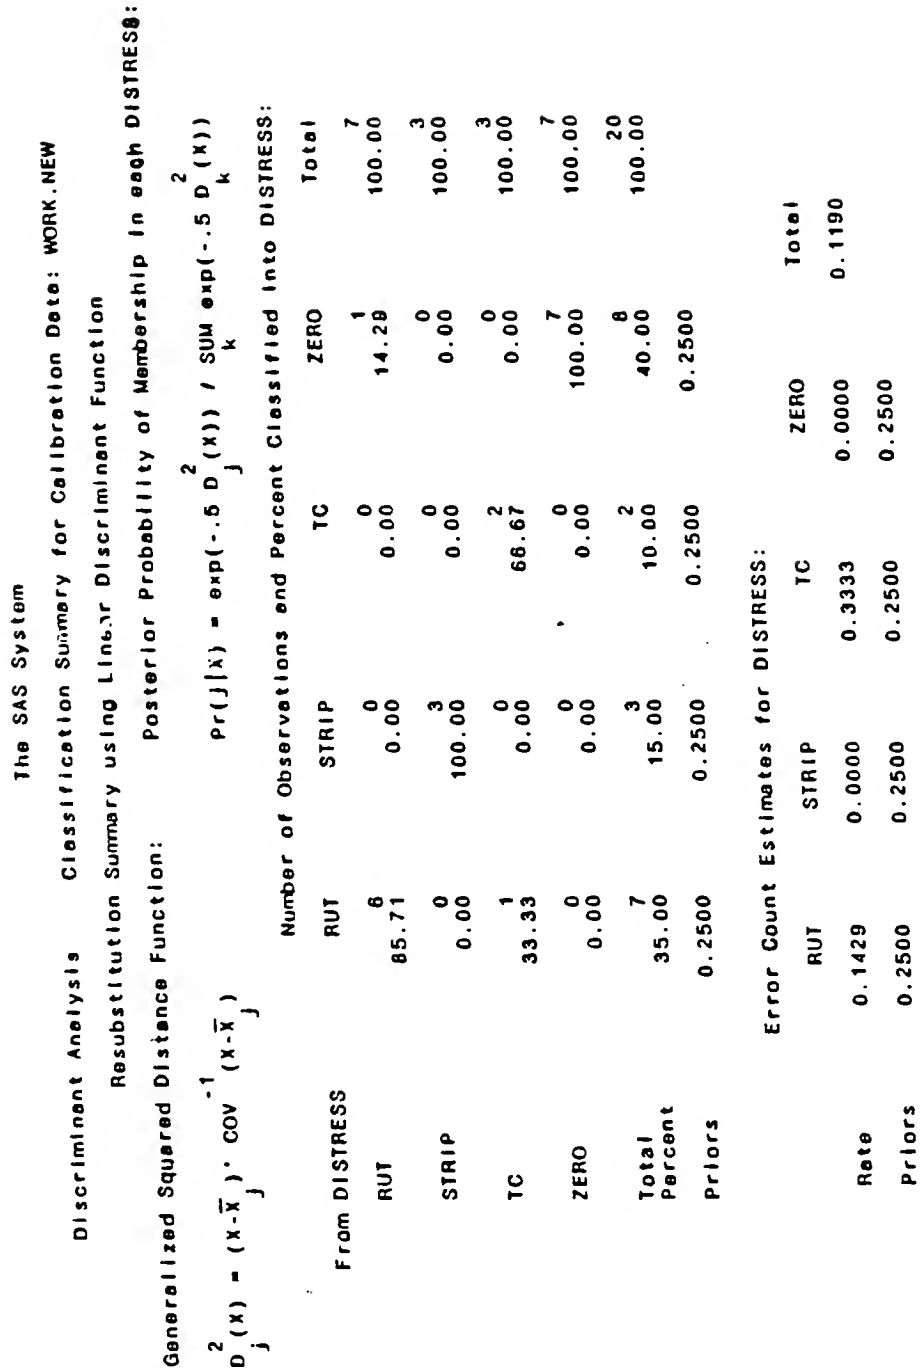 The SAS System
Discriminant Analysis Classification Summary for Calibration Data: WORK.NEW
Resubstitution Summary using Linear Discriminant Function
Generalized Squared Distance Function: Posterior Probability of Membership in each DISTRESS:
D²j(X) = (X-X̄j)' COV⁻¹ (X-X̄j) Pr(j|X) = exp(-.5 D²j(X)) / SUM k exp(-.5 D²k(X))
Number of Observations and Percent Classified into DISTRESS:
From DISTRESS RUT STRIP TC ZERO Total
RUT 6 0 0 1 7
85.71 0.00 0.00 14.29 100.00
STRIP 0 3 0 0 3
0.00 100.00 0.00 0.00 100.00
TC 1 0 2 0 3
33.33 0.00 66.67 0.00 100.00
ZERO 0 0 0 7 7
0.00 0.00 0.00 100.00 100.00
Total 7 3 2 8 20
Percent 35.00 15.00 10.00 40.00 100.00
Priors 0.2500 0.2500 0.2500 0.2500
Error Count Estimates for DISTRESS:
RUT STRIP TC ZERO Total
Rate 0.1429 0.0000 0.3333 0.0000 0.1190
Priors 0.2500 0.2500 0.2500 0.2500